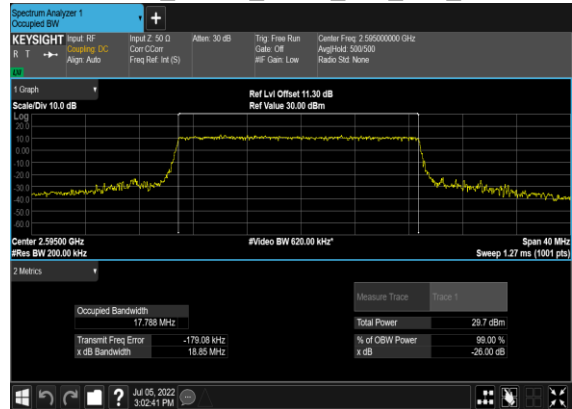 Spectrum Analyzer 1
Occupied BW
+
KEYSIGHT Input: RF Input Z: 50 Ω Atten: 30 dB Trig: Free Run Center Freq: 2.595000000 GHz
R T Coupling: DC Corr CCorr Gate: Off Avg|Hold: 500/500
Align: Auto Freq Ref: Int (S) #IF Gain: Low Radio Std: None
LW
1 Graph
Ref Lvl Offset 11.30 dB
Scale/Div 10.0 dB Ref Value 30.00 dBm
Log
20.0
10.0
0.00
-10.0
-20.0
-30.0
-40.0
-50.0
-60.0
Center 2.59500 GHz #Video BW 620.00 kHz* Span 40 MHz
#Res BW 200.00 kHz Sweep 1.27 ms (1001 pts)
2 Metrics
Measure Trace Trace 1
Occupied Bandwidth
17.788 MHz
Total Power 29.7 dBm
Transmit Freq Error -179.08 kHz % of OBW Power 99.00 %
x dB Bandwidth 18.85 MHz x dB -26.00 dB
?
Jul 05, 2022
3:02:41 PM